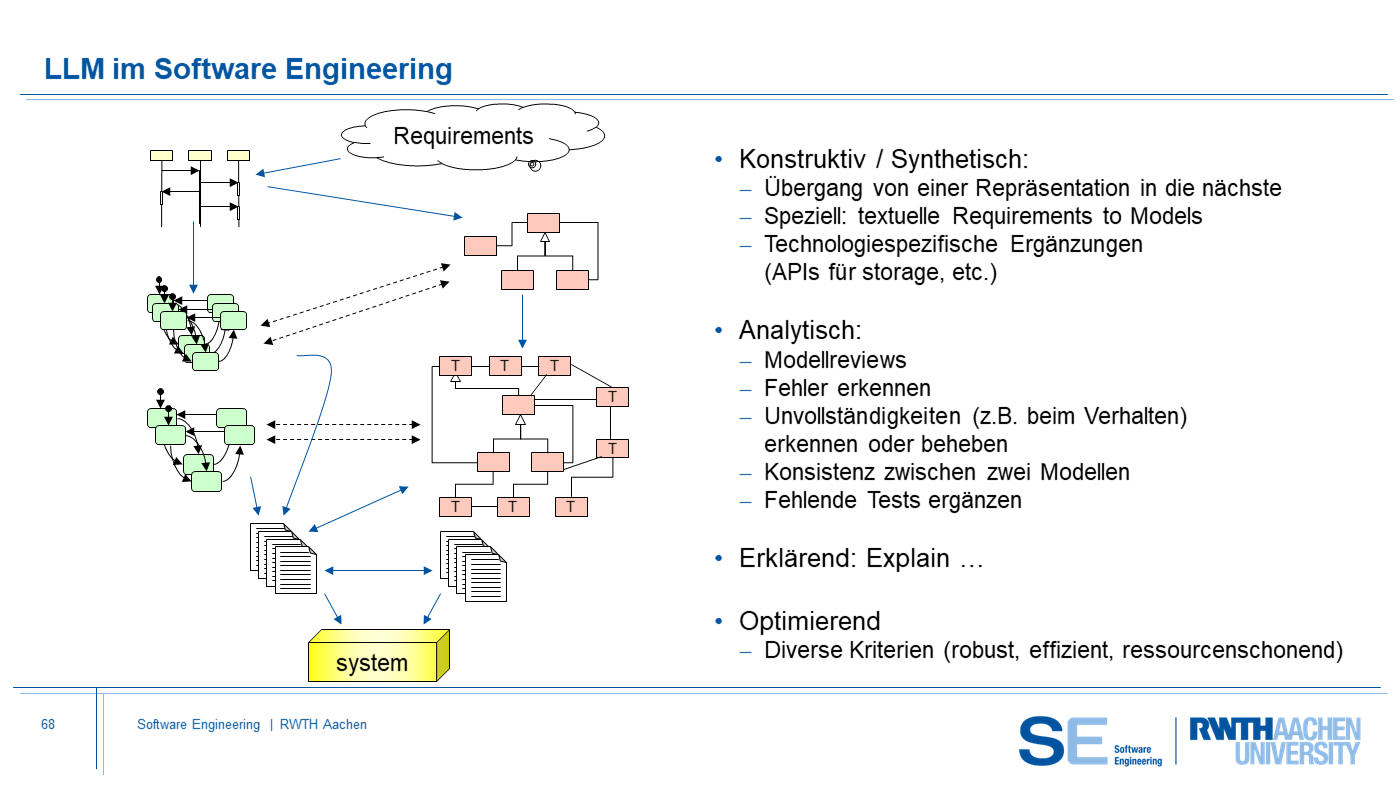 LLM im Software Engineering
Requirements
T T T
T
T
T T T
system
• Konstruktiv / Synthetisch:
– Übergang von einer Repräsentation in die nächste
– Speziell: textuelle Requirements to Models
– Technologiespezifische Ergänzungen
(APIs für storage, etc.)
• Analytisch:
– Modellreviews
– Fehler erkennen
– Unvollständigkeiten (z.B. beim Verhalten)
erkennen oder beheben
– Konsistenz zwischen zwei Modellen
– Fehlende Tests ergänzen
• Erklärend: Explain …
• Optimierend
– Diverse Kriterien (robust, effizient, ressourcenschonend)
68
Software Engineering | RWTH Aachen
SE Software
Engineering
RWTHAACHEN
UNIVERSITY